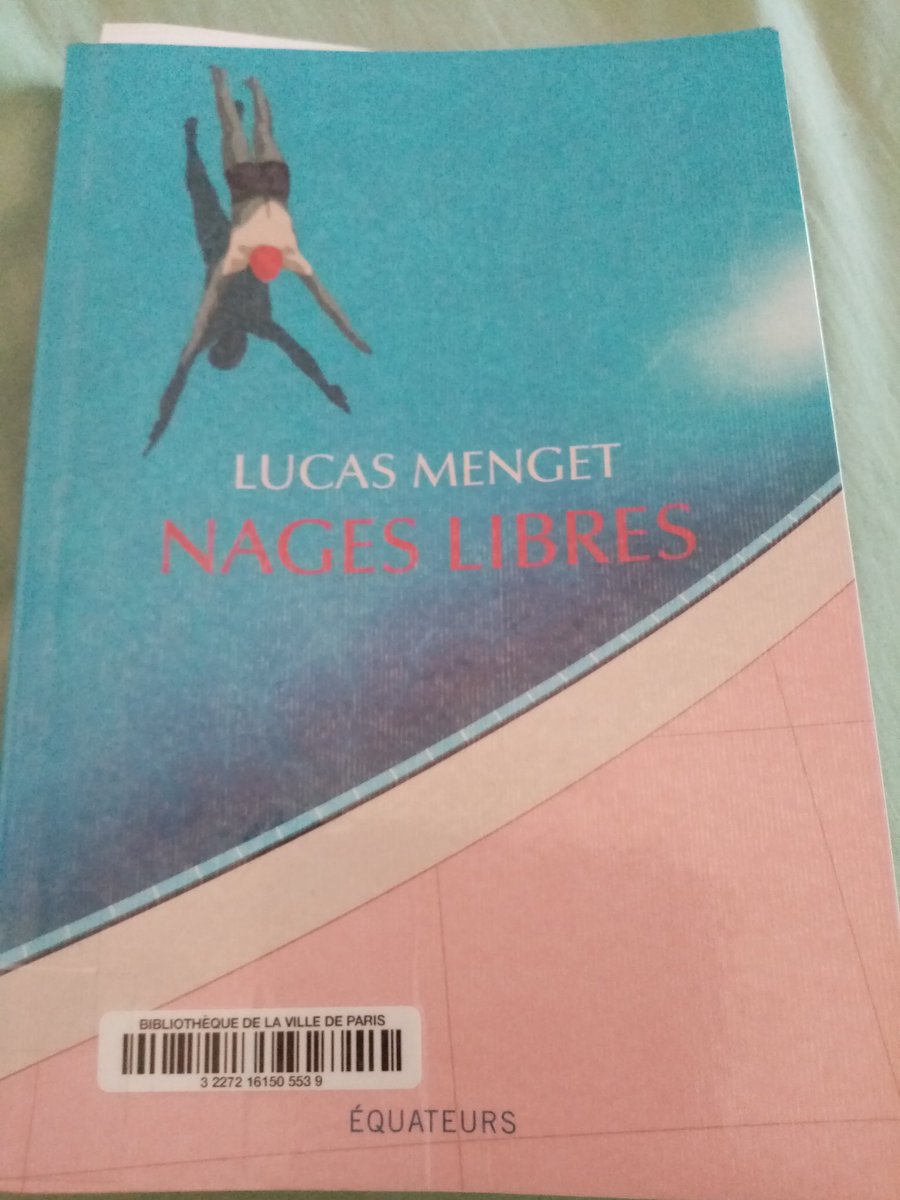 LUCAS MENGET
NAGES LIBRES
BIBLIOTHÈQUE DE LA VILLE DE PARIS
3 2272 16150 553 9
ÉQUATEURS